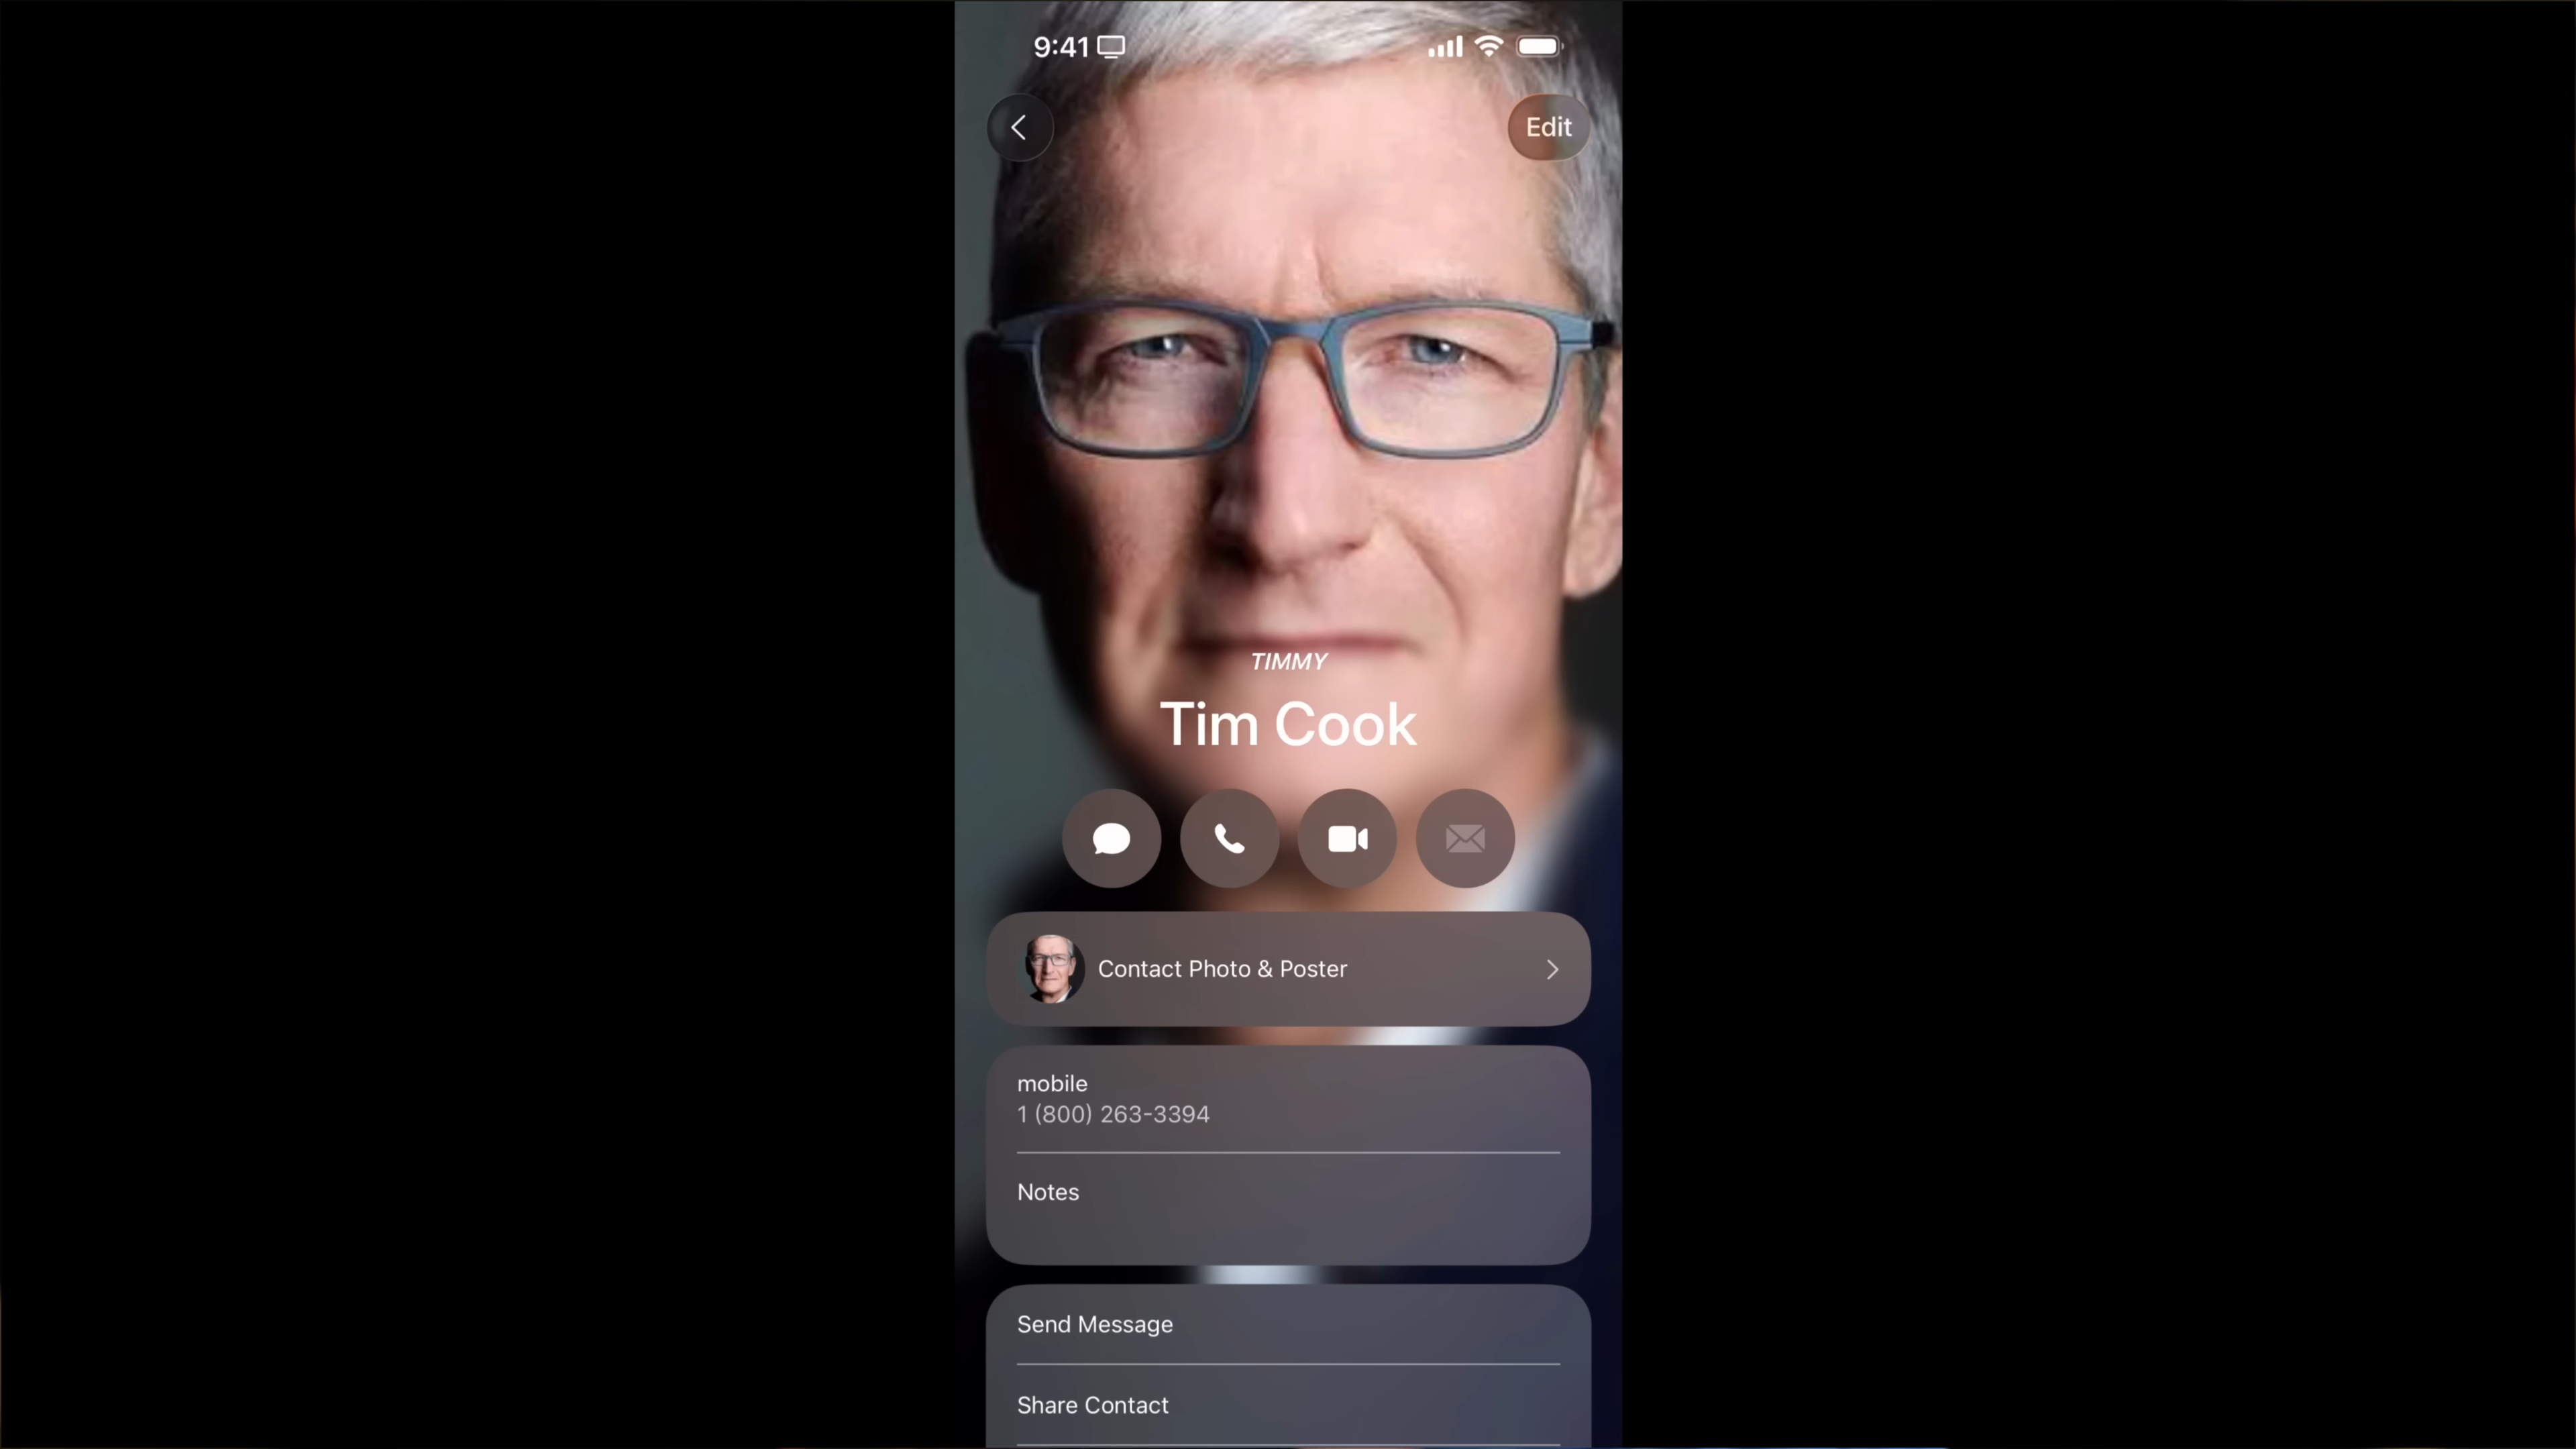 9:41
Edit
TIMMY
Tim Cook
Contact Photo & Poster
mobile
1 (800) 263-3394
Notes
Send Message
Share Contact